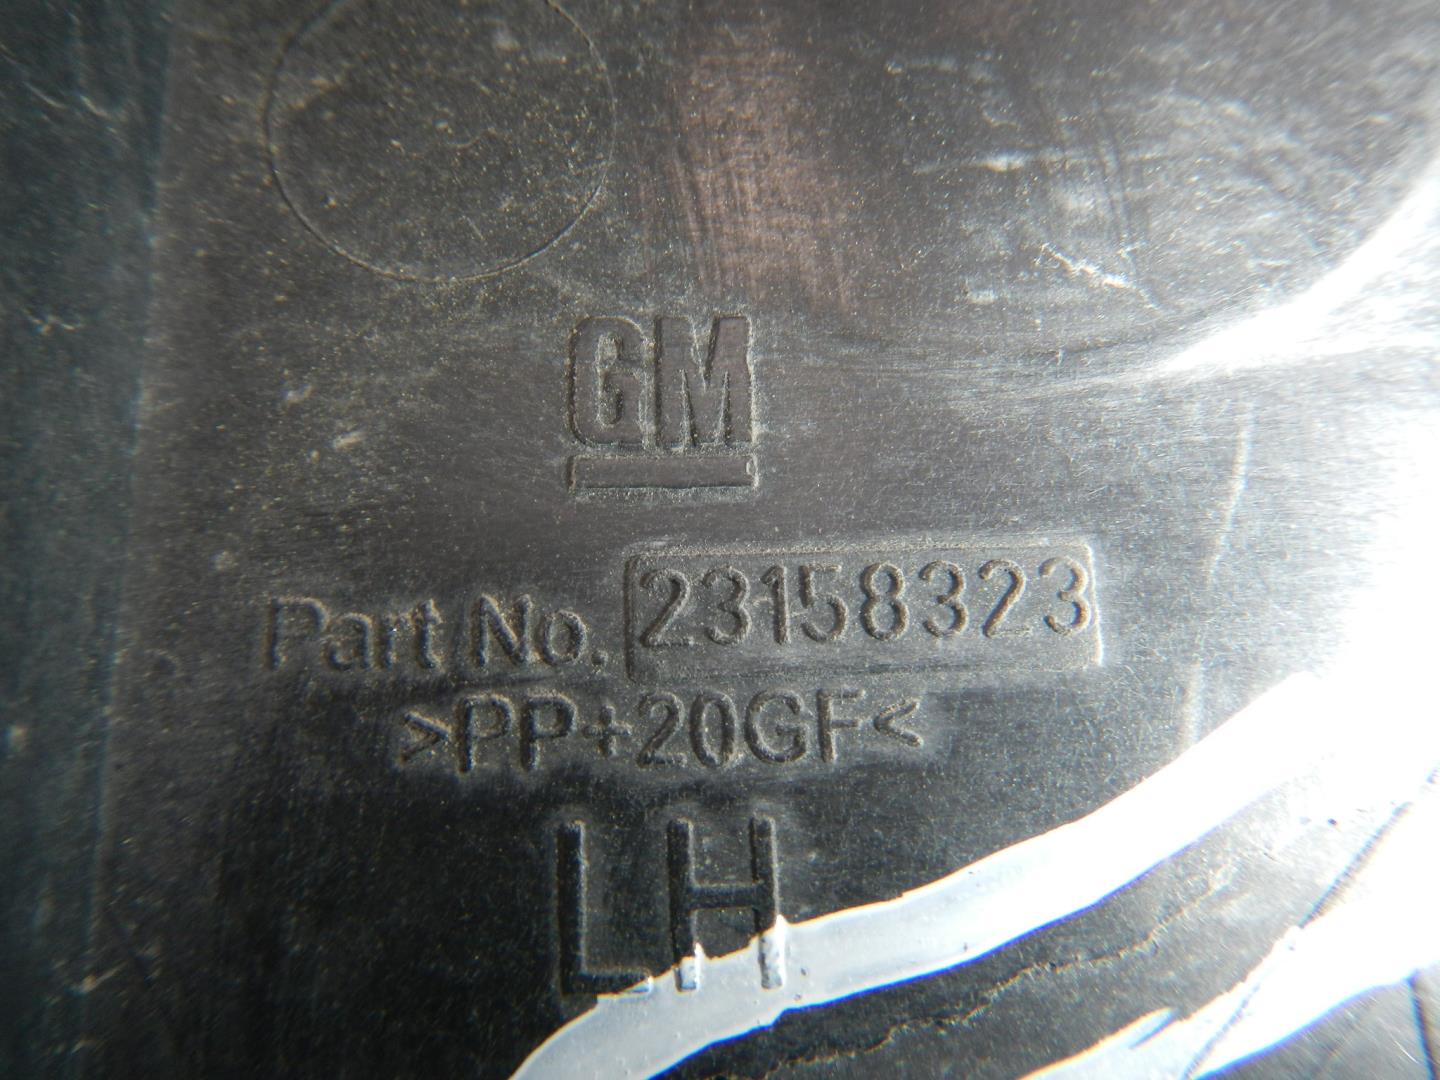 GM
Part No. 23158323
>PP+20GF<
LH